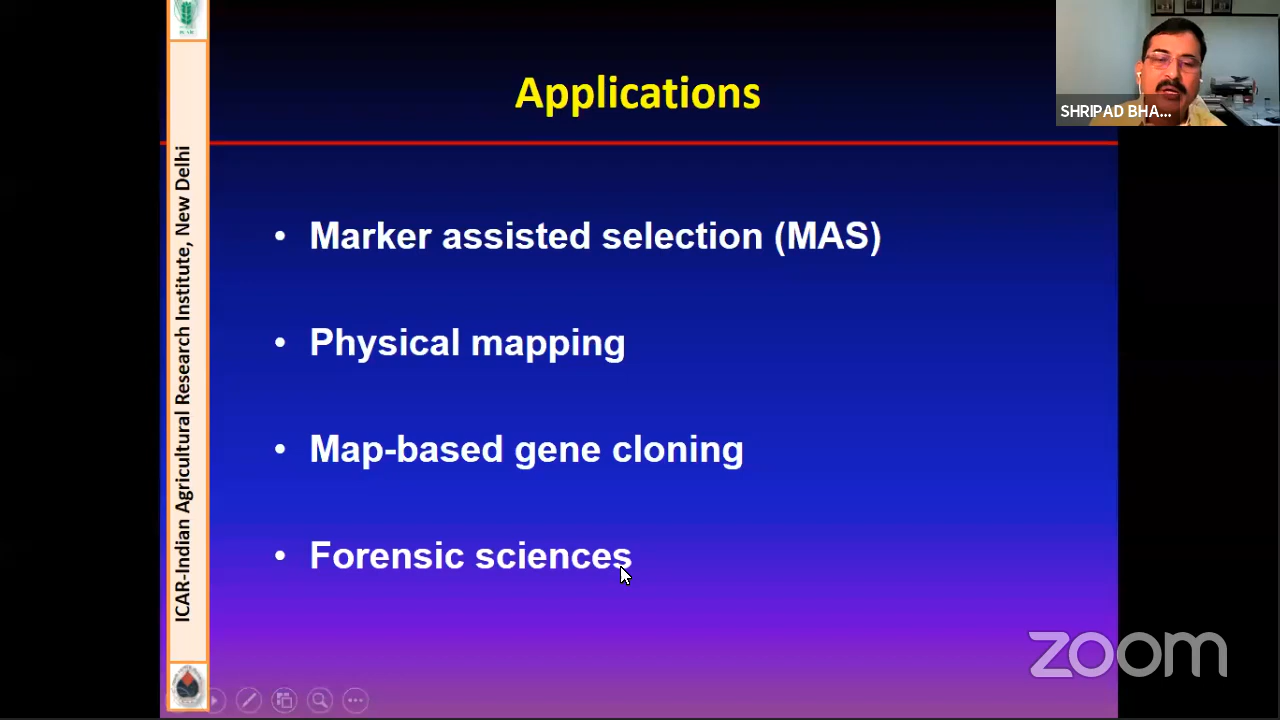 Applications
SHRIPAD BHA...
• Marker assisted selection (MAS)
• Physical mapping
• Map-based gene cloning
• Forensic sciences
ICAR-Indian Agricultural Research Institute, New Delhi
zoom